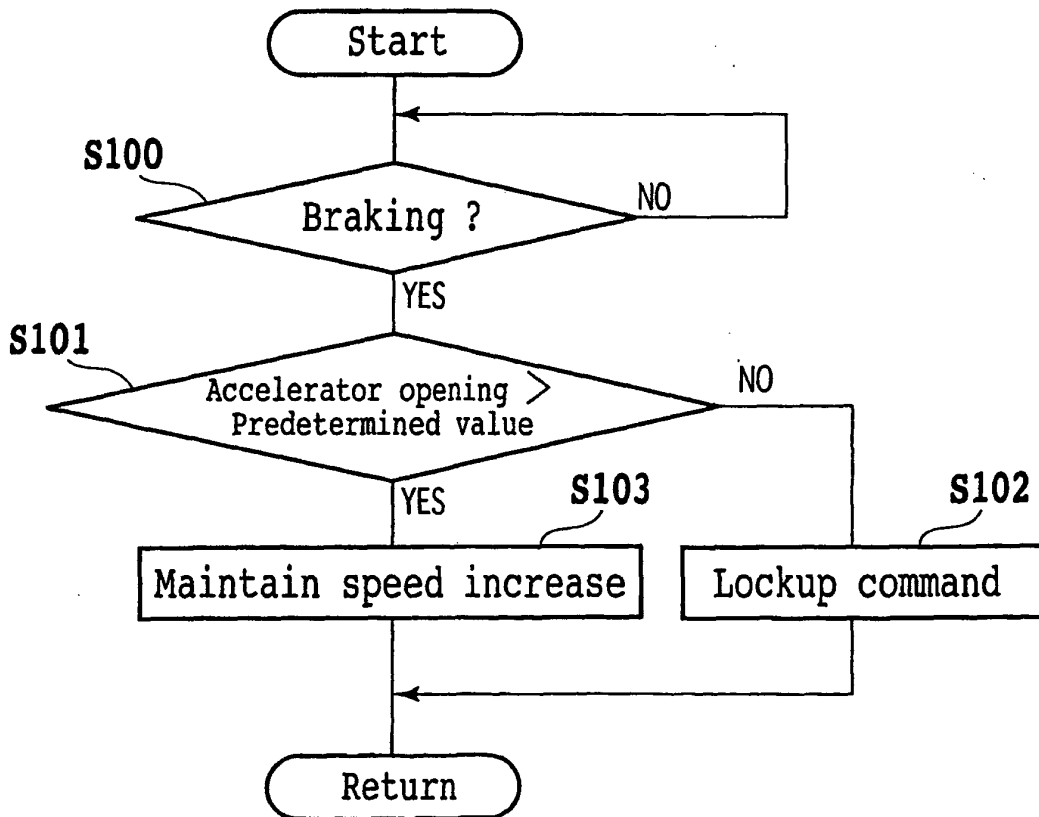 Start
S100
Braking ?
NO
YES
S101
Accelerator opening >
Predetermined value
NO
YES
S103
S102
Maintain speed increase
Lockup command
Return